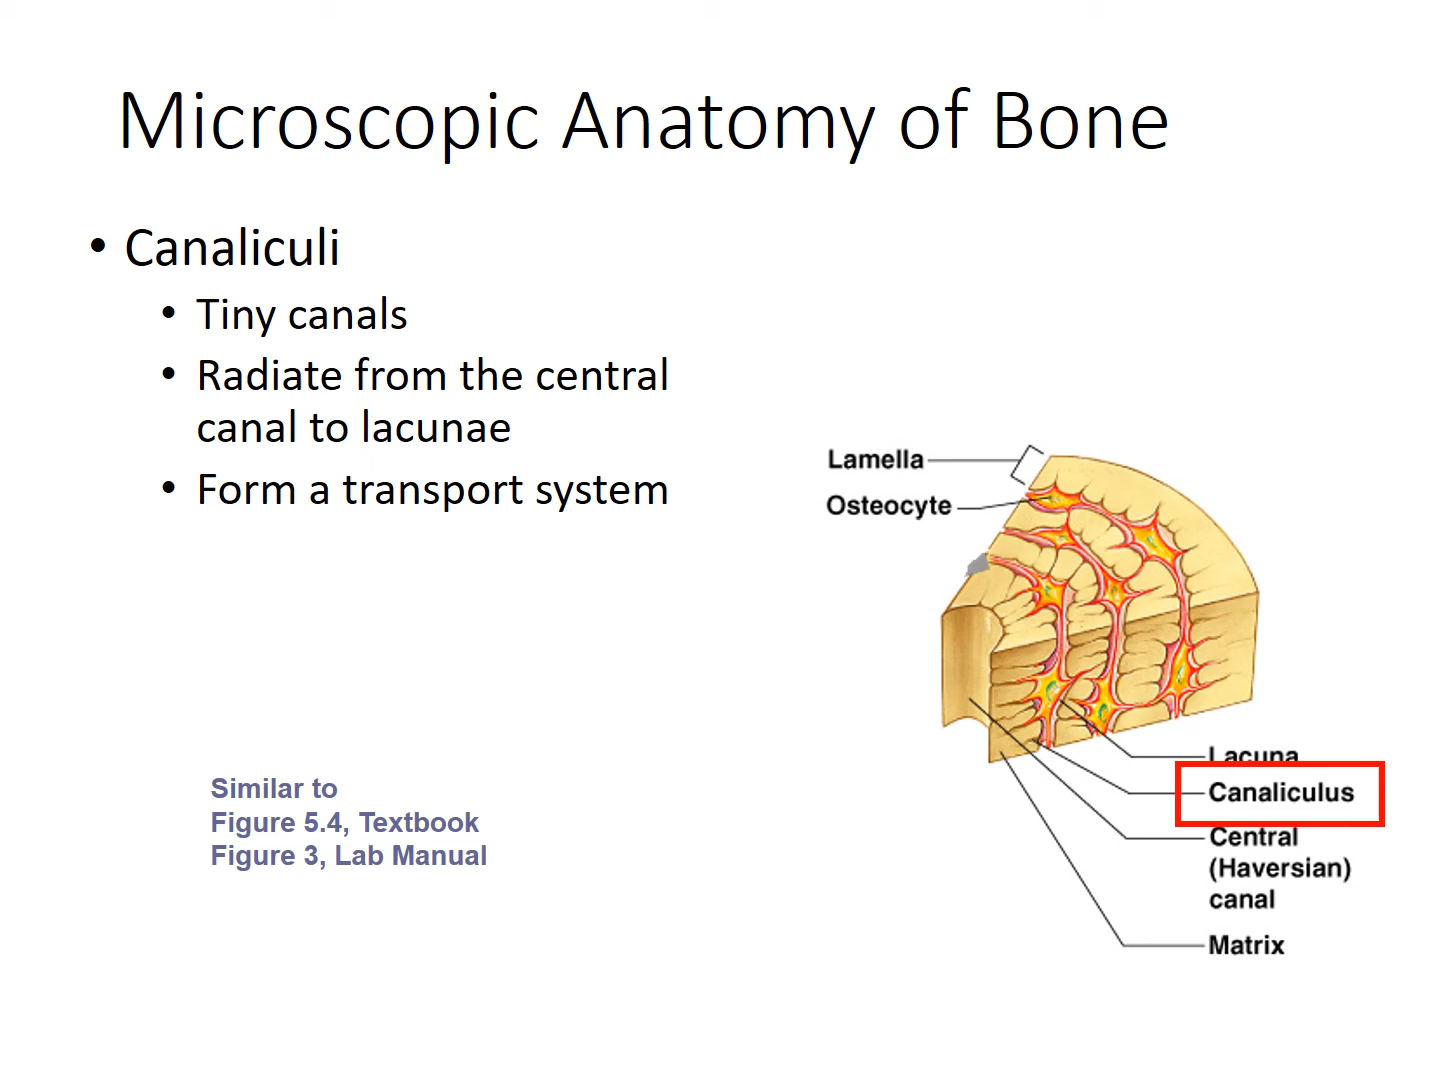 Microscopic Anatomy of Bone
• Canaliculi
• Tiny canals
• Radiate from the central
canal to lacunae
• Form a transport system
Similar to
Figure 5.4, Textbook
Figure 3, Lab Manual
Lamella
Osteocyte
Lacuna
Canaliculus
Central
(Haversian)
canal
Matrix